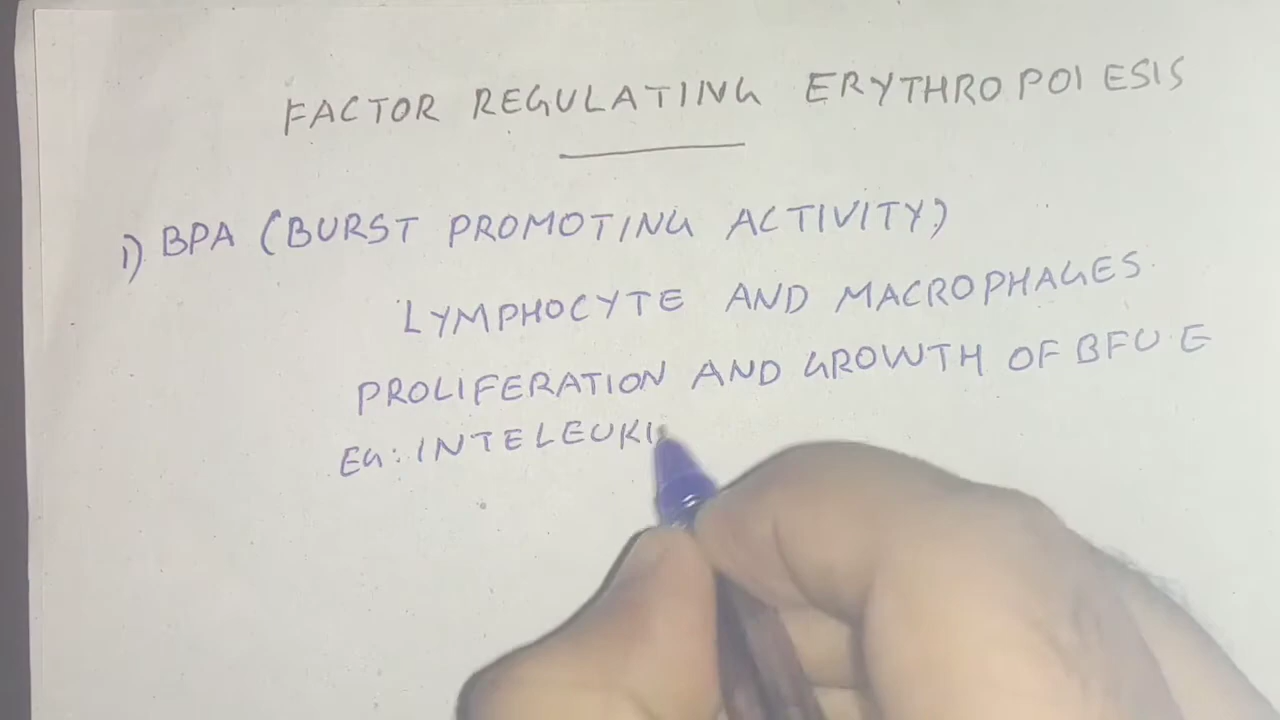 FACTOR REGULATING ERYTHROPOIESIS
1) BPA (BURST PROMOTING ACTIVITY)
LYMPHOCYTE AND MACROPHAGES
PROLIFERATION AND GROWTH OF BFU E
EG: INTELEUKI